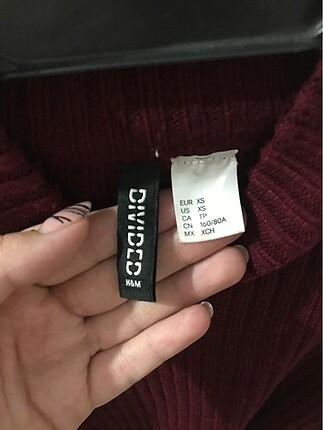 DIVIDED
H&M
EUR XS
US XS
CA TP
CN 160/80A
MX XCH